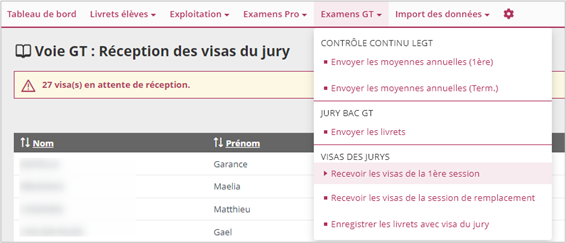 Tableau de bord Livrets élèves Exploitation Examens Pro Examens GT Import des données
Voie GT : Réception des visas du jury
27 visa(s) en attente de réception.
Nom Prénom
Garance
Maelia
Matthieu
Gael
CONTRÔLE CONTINU LEGT
Envoyer les moyennes annuelles (1ère)
Envoyer les moyennes annuelles (Term.)
JURY BAC GT
Envoyer les livrets
VISAS DES JURYS
Recevoir les visas de la 1ère session
Recevoir les visas de la session de remplacement
Enregistrer les livrets avec visa du jury